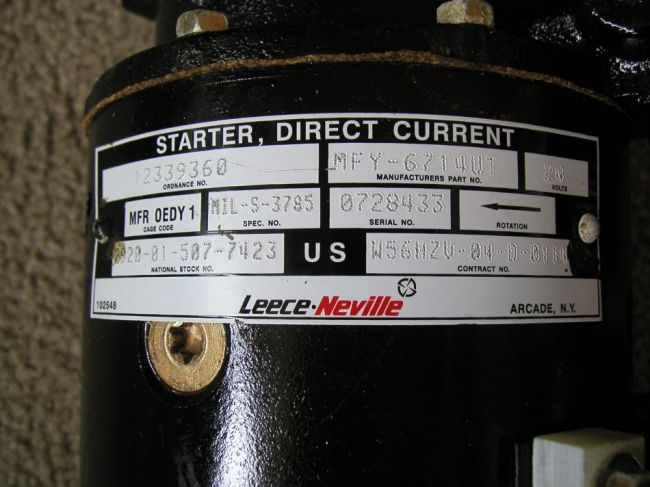 STARTER, DIRECT CURRENT
12339360 MFY-6714UT 24
ORDNANCE NO. MANUFACTURERS PART NO. VOLTS
MFR OEDY1 MIL-S-3785 0728433
CAGE CODE SPEC. NO. SERIAL NO. ROTATION
2920-01-507-7423 US
NATIONAL STOCK NO. CONTRACT NO.
102548 Leece-Neville ARCADE, N.Y.